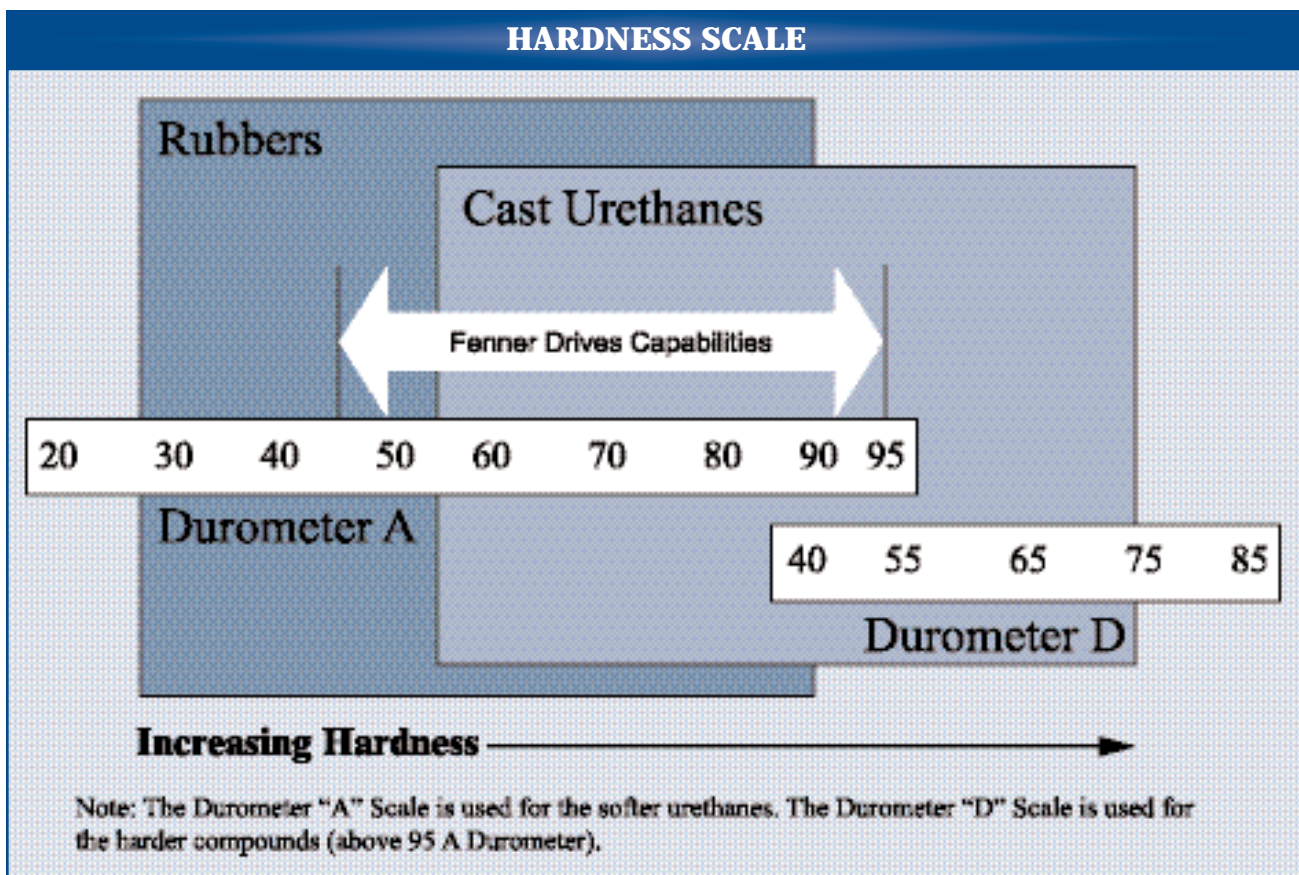 HARDNESS SCALE
Rubbers
Cast Urethanes
Fenner Drives Capabilities
20 30 40 50 60 70 80 90 95
Durometer A
40 55 65 75 85
Durometer D
Increasing Hardness
Note: The Durometer “A” Scale is used for the softer urethanes. The Durometer “D” Scale is used for
the harder compounds (above 95 A Durometer).